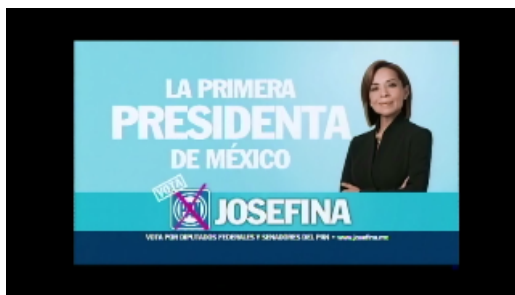 LA PRIMERA
PRESIDENTA
DE MÉXICO
VOTA
JOSEFINA
VOTA POR DIPUTADOS FEDERALES Y SENADORES DEL PAN • www.josefina.mx